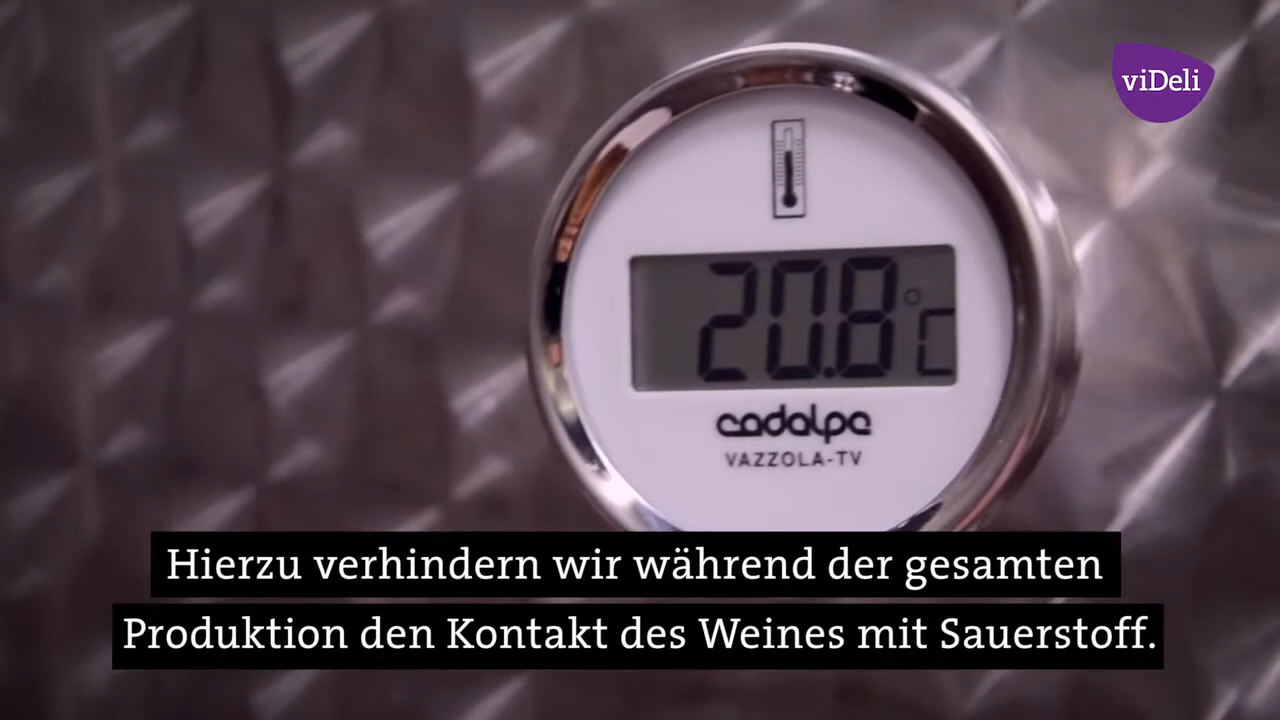 viDeli
20.8°C
cadalpe
VAZZOLA-TV
Hierzu verhindern wir während der gesamten
Produktion den Kontakt des Weines mit Sauerstoff.